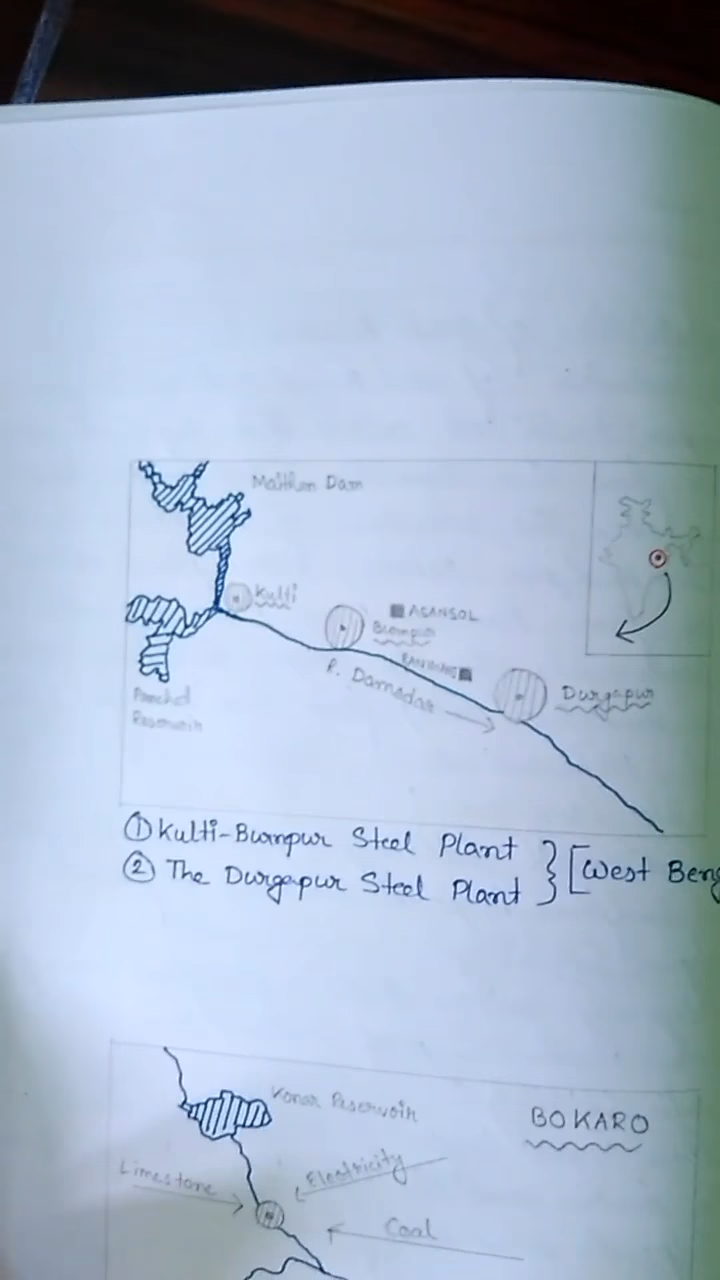 Maithon Dam
Kulti
ASANSOL
Burnpur
R. Damodar
Durgapur
Panchet
Reservoir
① Kulti-Burnpur Steel Plant
② The Durgapur Steel Plant
[West Beng
Konar Reservoir
BOKARO
Limestone
Electricity
Coal